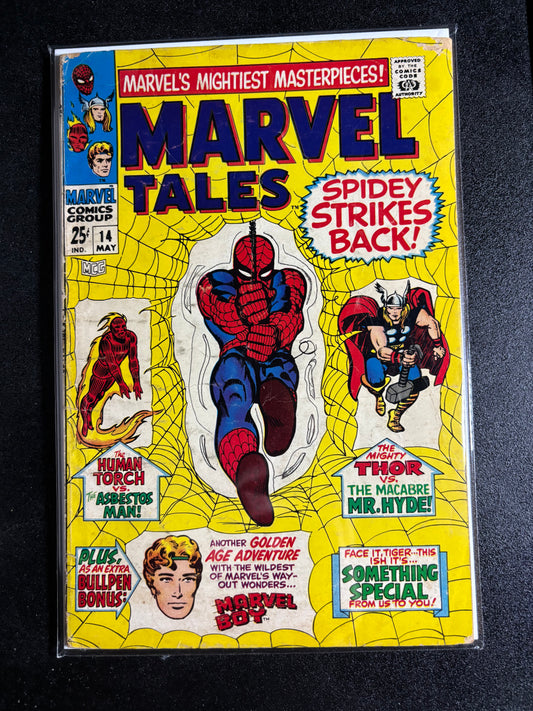 MARVEL'S MIGHTIEST MASTERPIECES!
APPROVED
BY THE
COMICS
CODE
AUTHORITY
MARVEL
TALES™
MARVEL
COMICS
GROUP
25¢
IND.
14
MAY
MCG
SPIDEY
STRIKES
BACK!
THE
HUMAN
TORCH
VS.
THE ASBESTOS
MAN!
THE
MIGHTY
THOR
VS.
THE MACABRE
MR. HYDE!
PLUS,
AS AN EXTRA
BULLPEN
BONUS:
ANOTHER GOLDEN
AGE ADVENTURE
WITH THE WILDEST
OF MARVEL'S WAY-
OUT WONDERS...
MARVEL
BOY™
FACE IT, TIGER...THIS
ISH IT'S...
SOMETHING
SPECIAL
FROM US TO YOU!